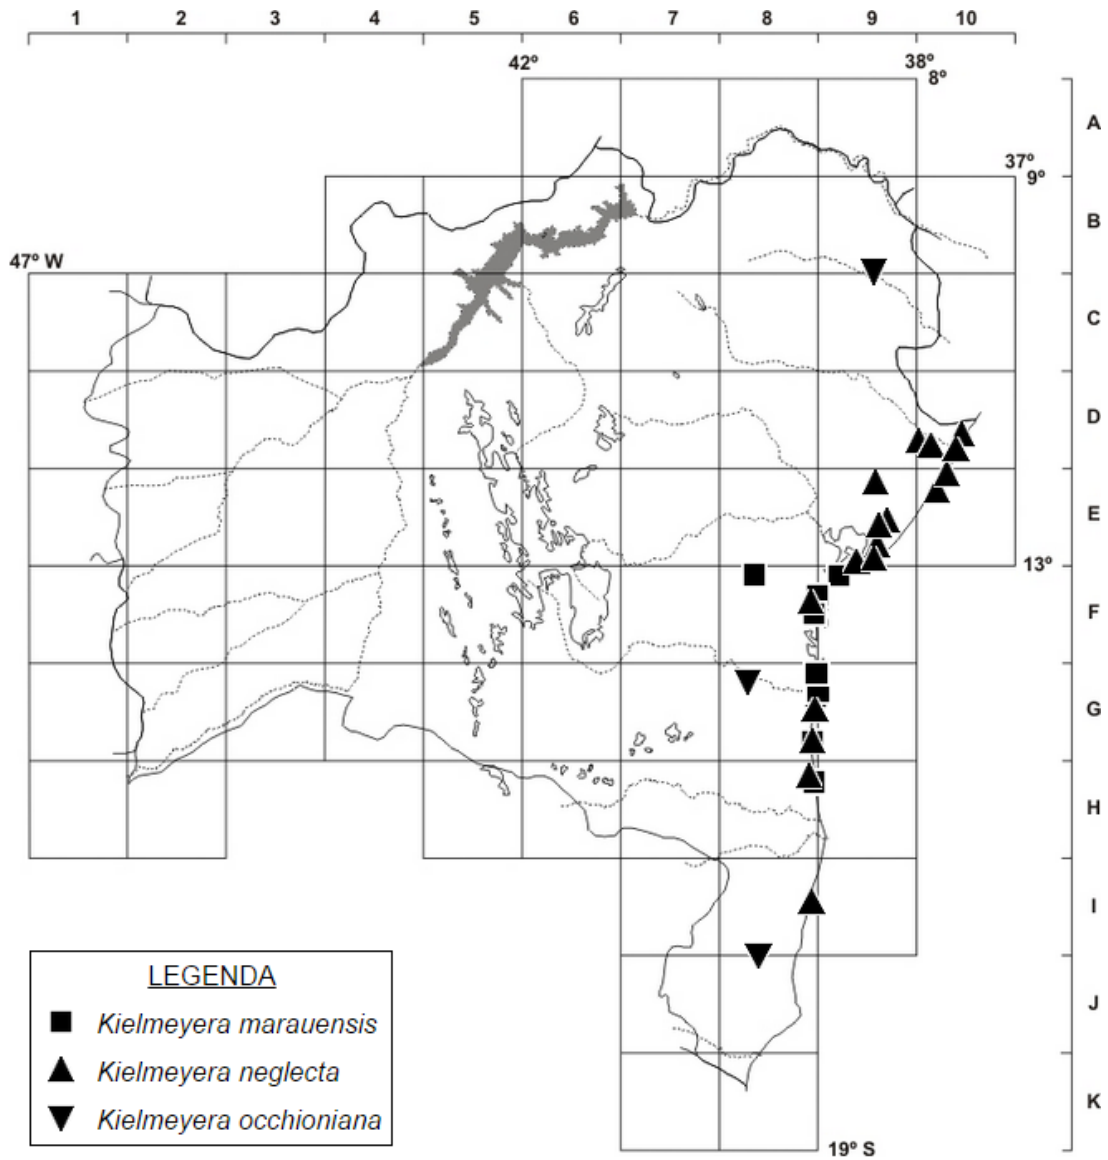 1 2 3 4 5 6 7 8 9 10
42º 38º
8º
A
37º
9º
B
47º W
C
D
E
13º
F
G
H
I
J
K
19º S
LEGENDA
Kielmeyera marauensis
Kielmeyera neglecta
Kielmeyera occhioniana